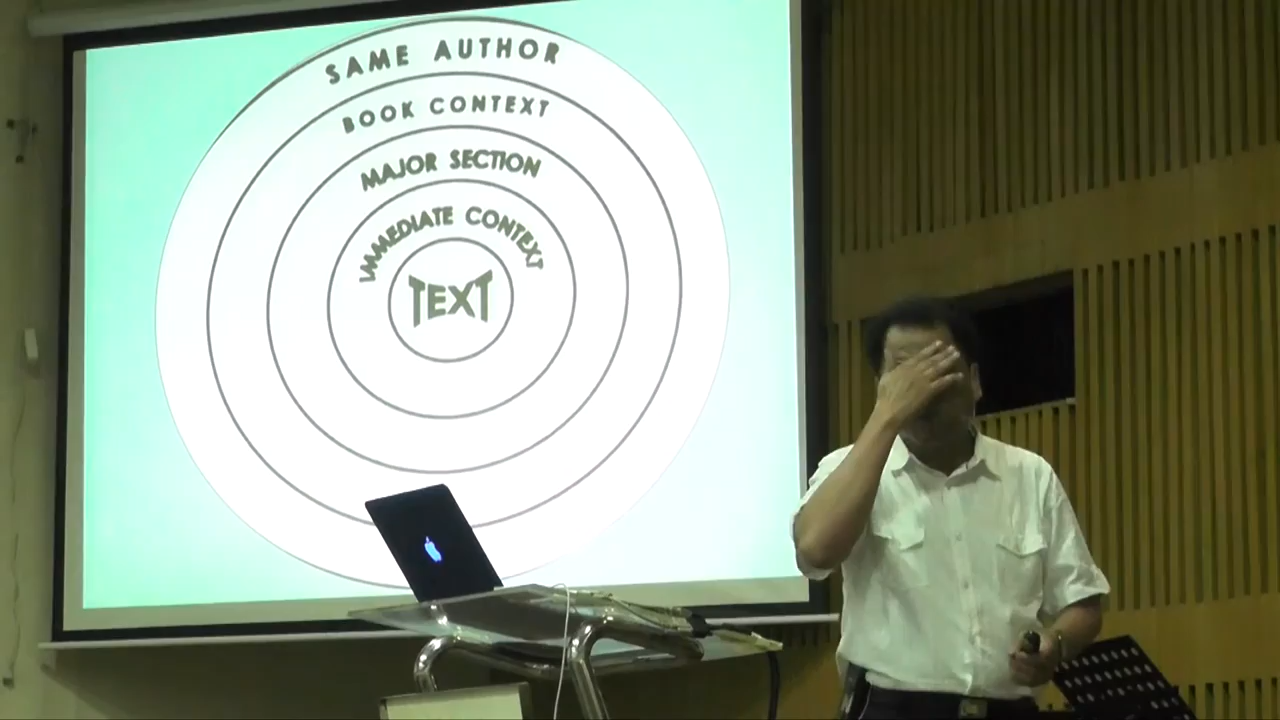 SAME AUTHOR
BOOK CONTEXT
MAJOR SECTION
IMMEDIATE CONTEXT
TEXT